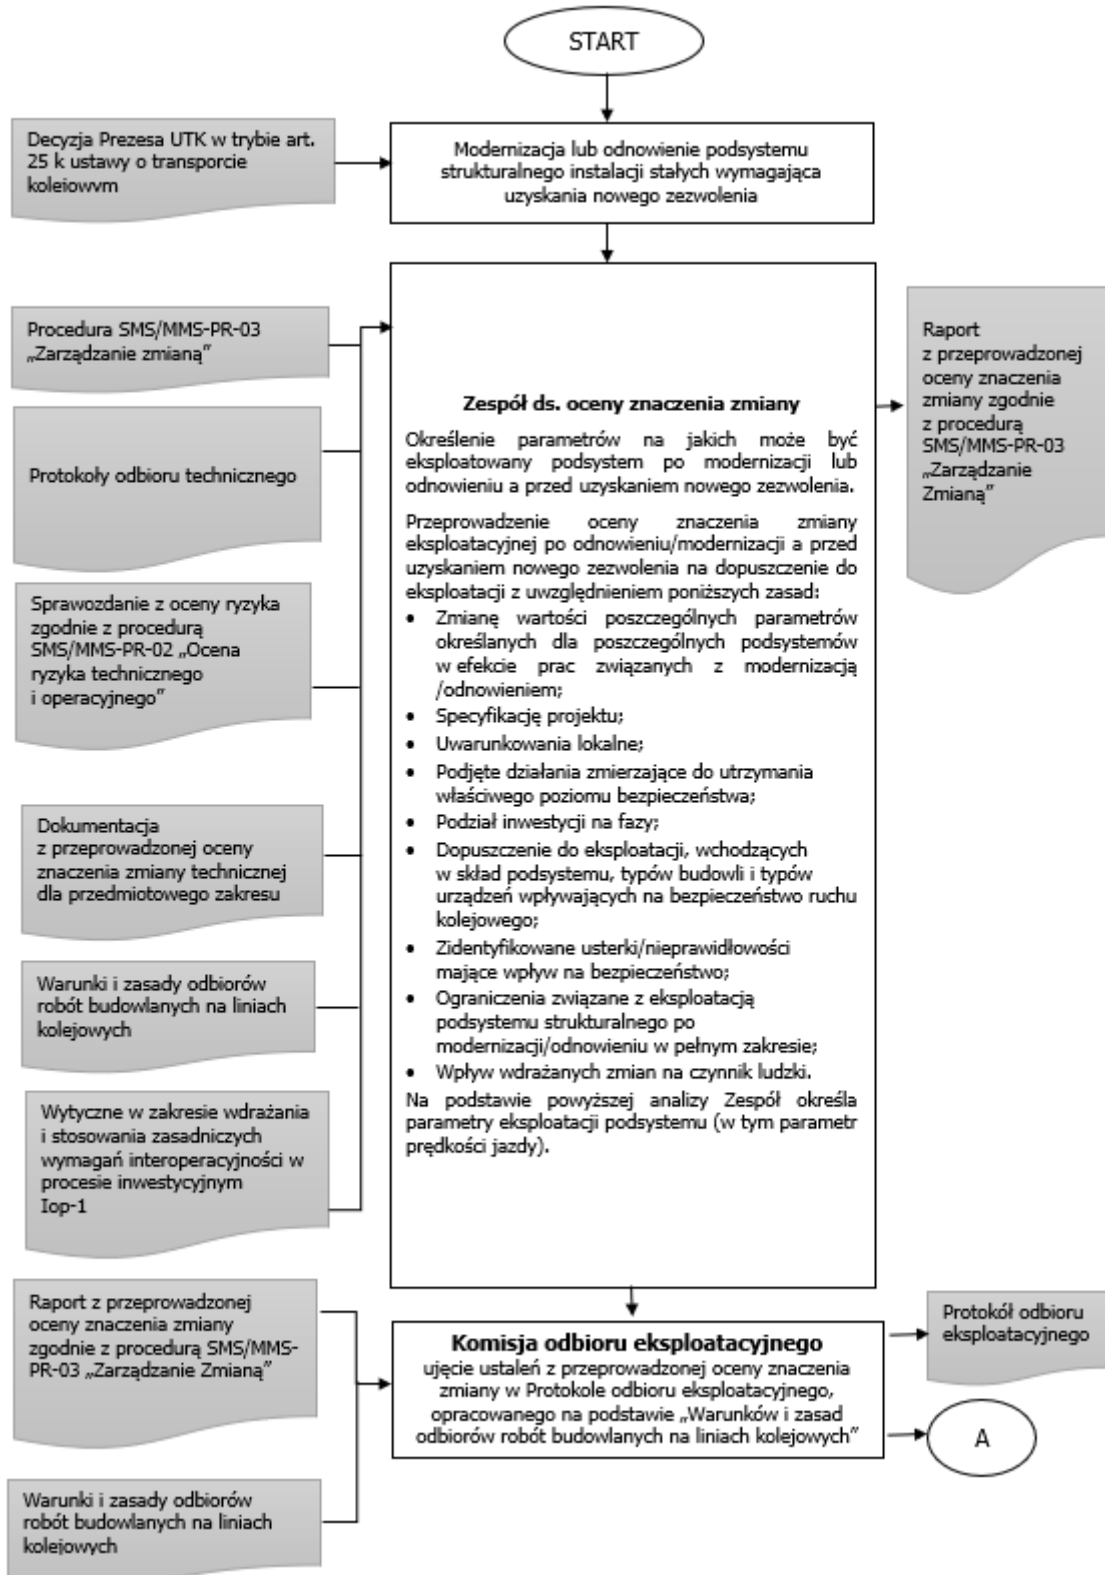 START
Decyzja Prezesa UTK w trybie art.
25 k ustawy o transporcie
kolejowym
Modernizacja lub odnowienie podsystemu
strukturalnego instalacji stałych wymagająca
uzyskania nowego zezwolenia
Procedura SMS/MMS-PR-03
„Zarządzanie zmianą”
Protokoły odbioru technicznego
Sprawozdanie z oceny ryzyka
zgodnie z procedurą
SMS/MMS-PR-02 „Ocena
ryzyka technicznego
i operacyjnego”
Dokumentacja
z przeprowadzonej oceny
znaczenia zmiany technicznej
dla przedmiotowego zakresu
Warunki i zasady odbiorów
robót budowlanych na liniach
kolejowych
Wytyczne w zakresie wdrażania
i stosowania zasadniczych
wymagań interoperacyjności w
procesie inwestycyjnym
Iop-1
Zespół ds. oceny znaczenia zmiany
Określenie parametrów na jakich może być
eksploatowany podsystem po modernizacji lub
odnowieniu a przed uzyskaniem nowego zezwolenia.
Przeprowadzenie oceny znaczenia zmiany
eksploatacyjnej po odnowieniu/modernizacji a przed
uzyskaniem nowego zezwolenia na dopuszczenie do
eksploatacji z uwzględnieniem poniższych zasad:
• Zmianę wartości poszczególnych parametrów
określanych dla poszczególnych podsystemów
w efekcie prac związanych z modernizacją
/odnowieniem;
• Specyfikację projektu;
• Uwarunkowania lokalne;
• Podjęte działania zmierzające do utrzymania
właściwego poziomu bezpieczeństwa;
• Podział inwestycji na fazy;
• Dopuszczenie do eksploatacji, wchodzących
w skład podsystemu, typów budowli i typów
urządzeń wpływających na bezpieczeństwo ruchu
kolejowego;
• Zidentyfikowane usterki/nieprawidłowości
mające wpływ na bezpieczeństwo;
• Ograniczenia związane z eksploatacją
podsystemu strukturalnego po
modernizacji/odnowieniu w pełnym zakresie;
• Wpływ wdrażanych zmian na czynnik ludzki.
Na podstawie powyższej analizy Zespół określa
parametry eksploatacji podsystemu (w tym parametr
prędkości jazdy).
Raport
z przeprowadzonej
oceny znaczenia
zmiany zgodnie
z procedurą
SMS/MMS-PR-03
„Zarządzanie
Zmianą”
Raport z przeprowadzonej
oceny znaczenia zmiany
zgodnie z procedurą SMS/MMS-
PR-03 „Zarządzanie Zmianą”
Warunki i zasady odbiorów
robót budowlanych na liniach
kolejowych
Komisja odbioru eksploatacyjnego
ujęcie ustaleń z przeprowadzonej oceny znaczenia
zmiany w Protokole odbioru eksploatacyjnego,
opracowanego na podstawie „Warunków i zasad
odbiorów robót budowlanych na liniach kolejowych”
Protokół odbioru
eksploatacyjnego
A